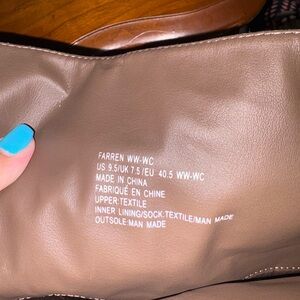 FARREN WW-WC
US 9.5/UK 7.5/EU 40.5 WW-WC
MADE IN CHINA
FABRIQUÉ EN CHINE
UPPER:TEXTILE
INNER LINING/SOCK:TEXTILE/MAN MADE
OUTSOLE:MAN MADE